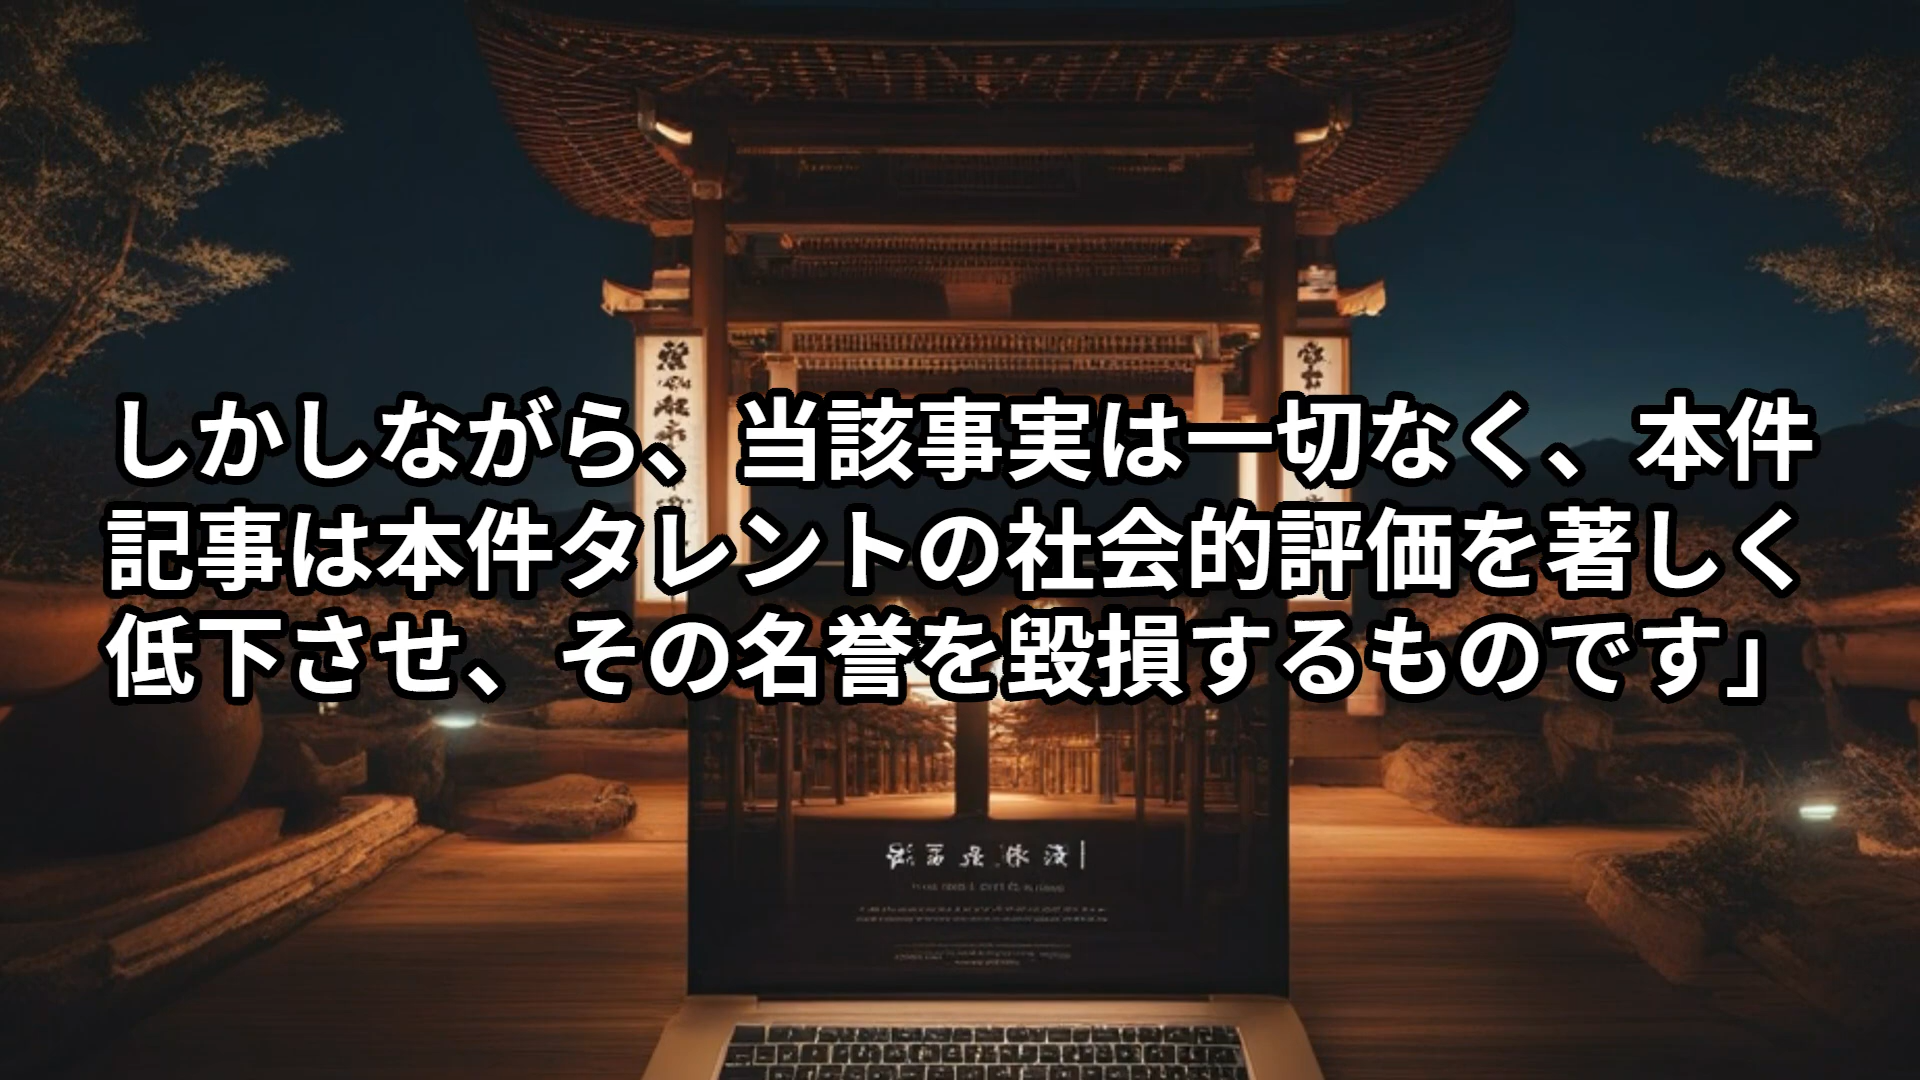 しかしながら、当該事実は一切なく、本件
記事は本件タレントの社会的評価を著しく
低下させ、その名誉を毀損するものです」